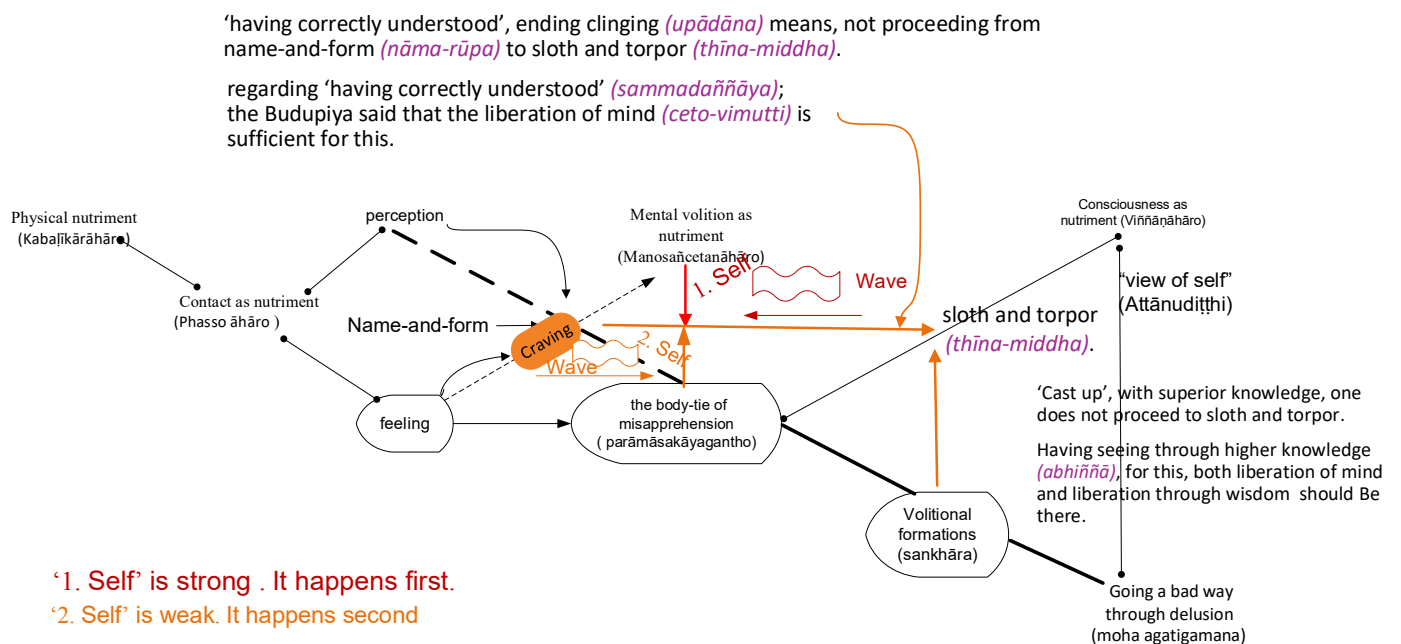 ‘having correctly understood’, ending clinging (upādāna) means, not proceeding from
name-and-form (nāma-rūpa) to sloth and torpor (thīna-middha).
regarding ‘having correctly understood’ (sammadaññāya);
the Budupiya said that the liberation of mind (ceto-vimutti) is
sufficient for this.
Physical nutriment
(Kabaḷīkārāhāro)
perception
Mental volition as
nutriment
(Manosañcetanāhāro)
Consciousness as
nutriment (Viññāṇāhāro)
1. Self
Wave
“view of self”
(Attānudiṭṭhi)
Contact as nutriment
(Phasso āhāro )
Name-and-form
Craving
sloth and torpor
(thīna-middha).
2. Self
Wave
feeling
the body-tie of
misapprehension
( parāmāsakāyagantho)
‘Cast up’, with superior knowledge, one
does not proceed to sloth and torpor.
Having seeing through higher knowledge
(abhiññā), for this, both liberation of mind
and liberation through wisdom should Be
there.
Volitional
formations
(sankhāra)
‘1. Self’ is strong . It happens first.
‘2. Self’ is weak. It happens second
Going a bad way
through delusion
(moha agatigamana)